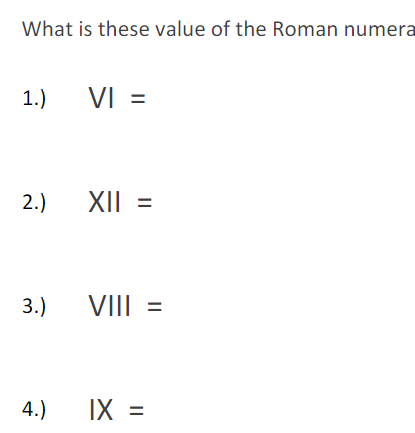 What is these value of the Roman numera
1.) VI =
2.) XII =
3.) VIII =
4.) IX =